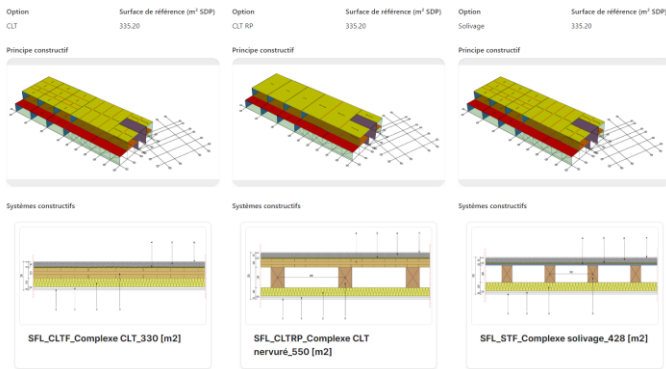 Option Surface de référence (m² SDP)
CLT 335.20
Principe constructif
Systèmes constructifs
SFL_CLTF_Complexe CLT_330 [m2]
Option Surface de référence (m² SDP)
CLT RP 335.20
Principe constructif
Systèmes constructifs
SFL_CLTRP_Complexe CLT
nervuré_550 [m2]
Option Surface de référence (m² SDP)
Solivage 335.20
Principe constructif
Systèmes constructifs
SFL_STF_Complexe solivage_428 [m2]